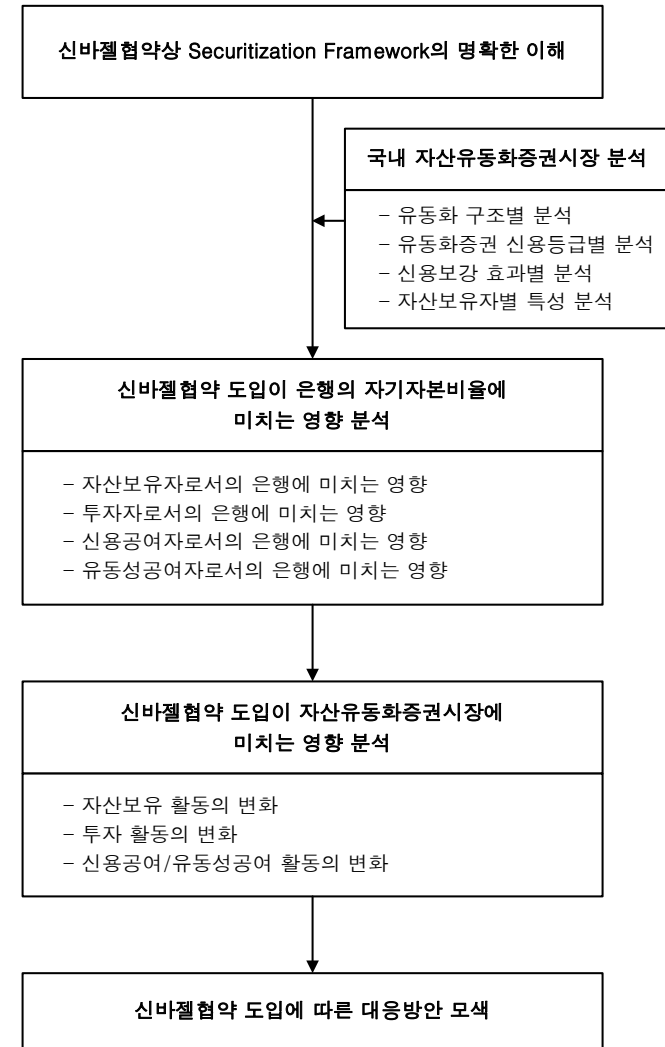 신바젤협약상 Securitization Framework의 명확한 이해
국내 자산유동화증권시장 분석
- 유동화 구조별 분석
- 유동화증권 신용등급별 분석
- 신용보강 효과별 분석
- 자산보유자별 특성 분석
신바젤협약 도입이 은행의 자기자본비율에
미치는 영향 분석
- 자산보유자로서의 은행에 미치는 영향
- 투자자로서의 은행에 미치는 영향
- 신용공여자로서의 은행에 미치는 영향
- 유동성공여자로서의 은행에 미치는 영향
신바젤협약 도입이 자산유동화증권시장에
미치는 영향 분석
- 자산보유 활동의 변화
- 투자 활동의 변화
- 신용공여/유동성공여 활동의 변화
신바젤협약 도입에 따른 대응방안 모색